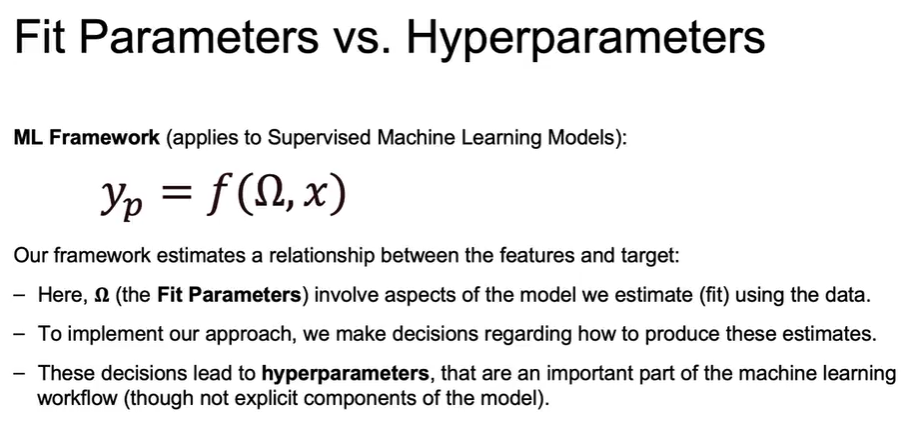 Fit Parameters vs. Hyperparameters
ML Framework (applies to Supervised Machine Learning Models):
y_p = f(Ω, x)
Our framework estimates a relationship between the features and target:
– Here, Ω (the Fit Parameters) involve aspects of the model we estimate (fit) using the data.
– To implement our approach, we make decisions regarding how to produce these estimates.
– These decisions lead to hyperparameters, that are an important part of the machine learning
workflow (though not explicit components of the model).